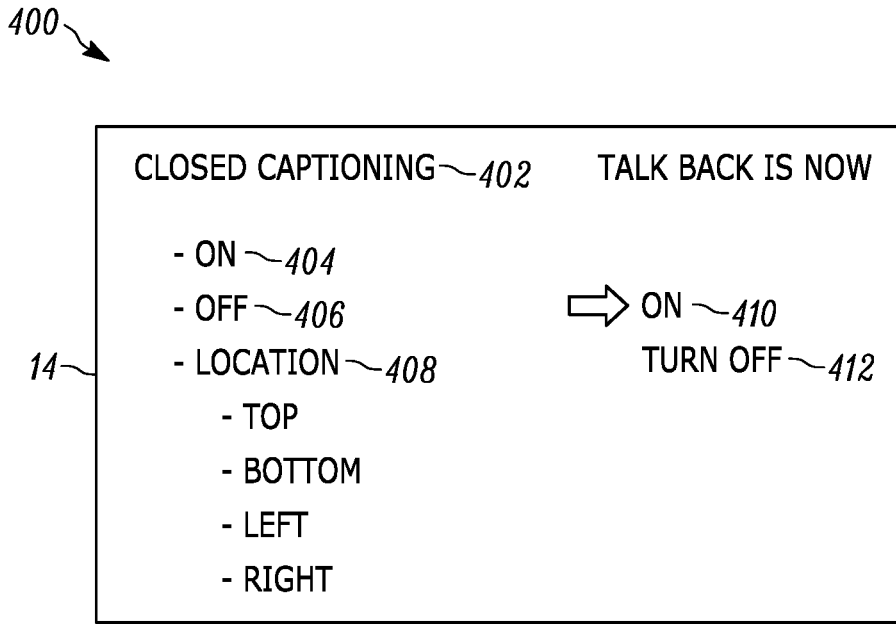 400
CLOSED CAPTIONING 402 TALK BACK IS NOW
- ON 404
- OFF 406 ON 410
14 - LOCATION 408 TURN OFF 412
- TOP
- BOTTOM
- LEFT
- RIGHT